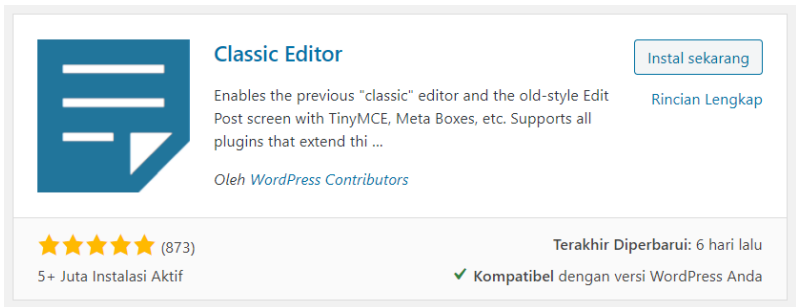 Classic Editor
Instal sekarang
Rincian Lengkap
Enables the previous "classic" editor and the old-style Edit
Post screen with TinyMCE, Meta Boxes, etc. Supports all
plugins that extend thi ...
Oleh WordPress Contributors
(873)
5+ Juta Instalasi Aktif
Terakhir Diperbarui: 6 hari lalu
Kompatibel dengan versi WordPress Anda